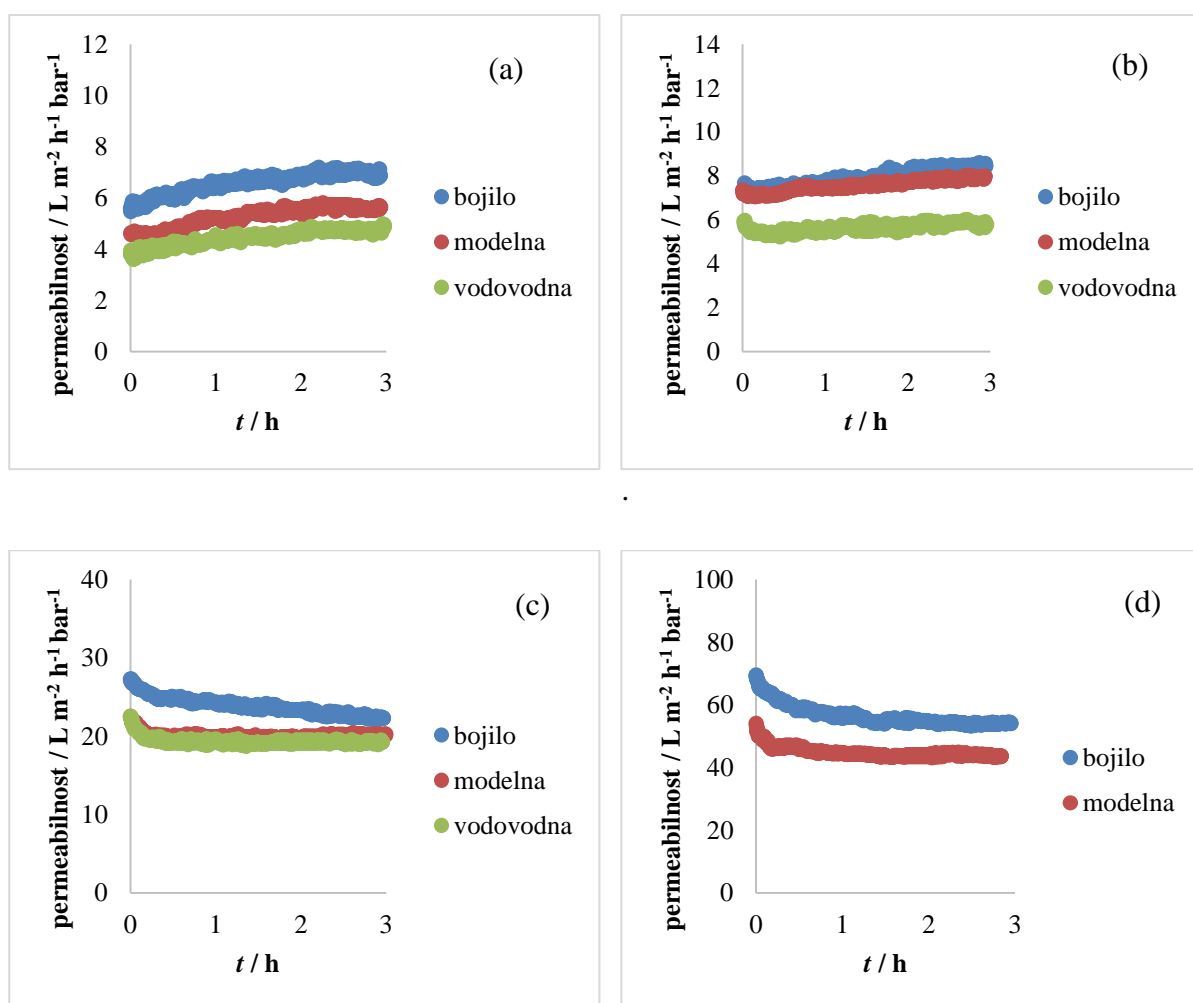 (a)
permeabilnost / L m⁻² h⁻¹ bar⁻¹
12
10
8
6
4
2
0
0 1 2 3
t / h
bojilo
modelna
vodovodna
(b)
permeabilnost / L m⁻² h⁻¹ bar⁻¹
14
12
10
8
6
4
2
0
0 1 2 3
t / h
bojilo
modelna
vodovodna
.
(c)
permeabilnost / L m⁻² h⁻¹ bar⁻¹
40
30
20
10
0
0 1 2 3
t / h
bojilo
modelna
vodovodna
(d)
permeabilnost / L m⁻² h⁻¹ bar⁻¹
100
80
60
40
20
0
0 1 2 3
t / h
bojilo
modelna